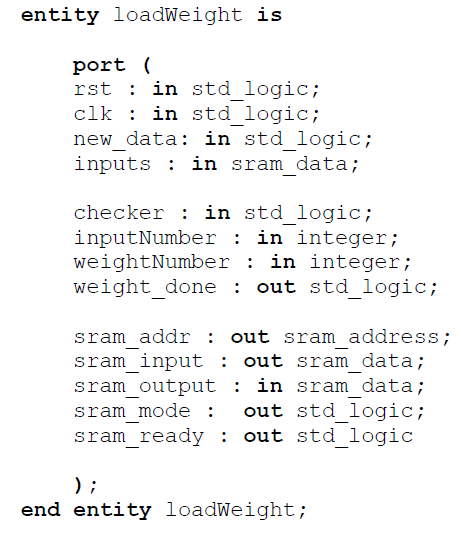 entity loadWeight is
port (
rst : in std_logic;
clk : in std_logic;
new_data: in std_logic;
inputs : in sram_data;
checker : in std_logic;
inputNumber : in integer;
weightNumber : in integer;
weight_done : out std_logic;
sram_addr : out sram_address;
sram_input : out sram_data;
sram_output : in sram_data;
sram_mode :  out std_logic;
sram_ready : out std_logic
);
end entity loadWeight;